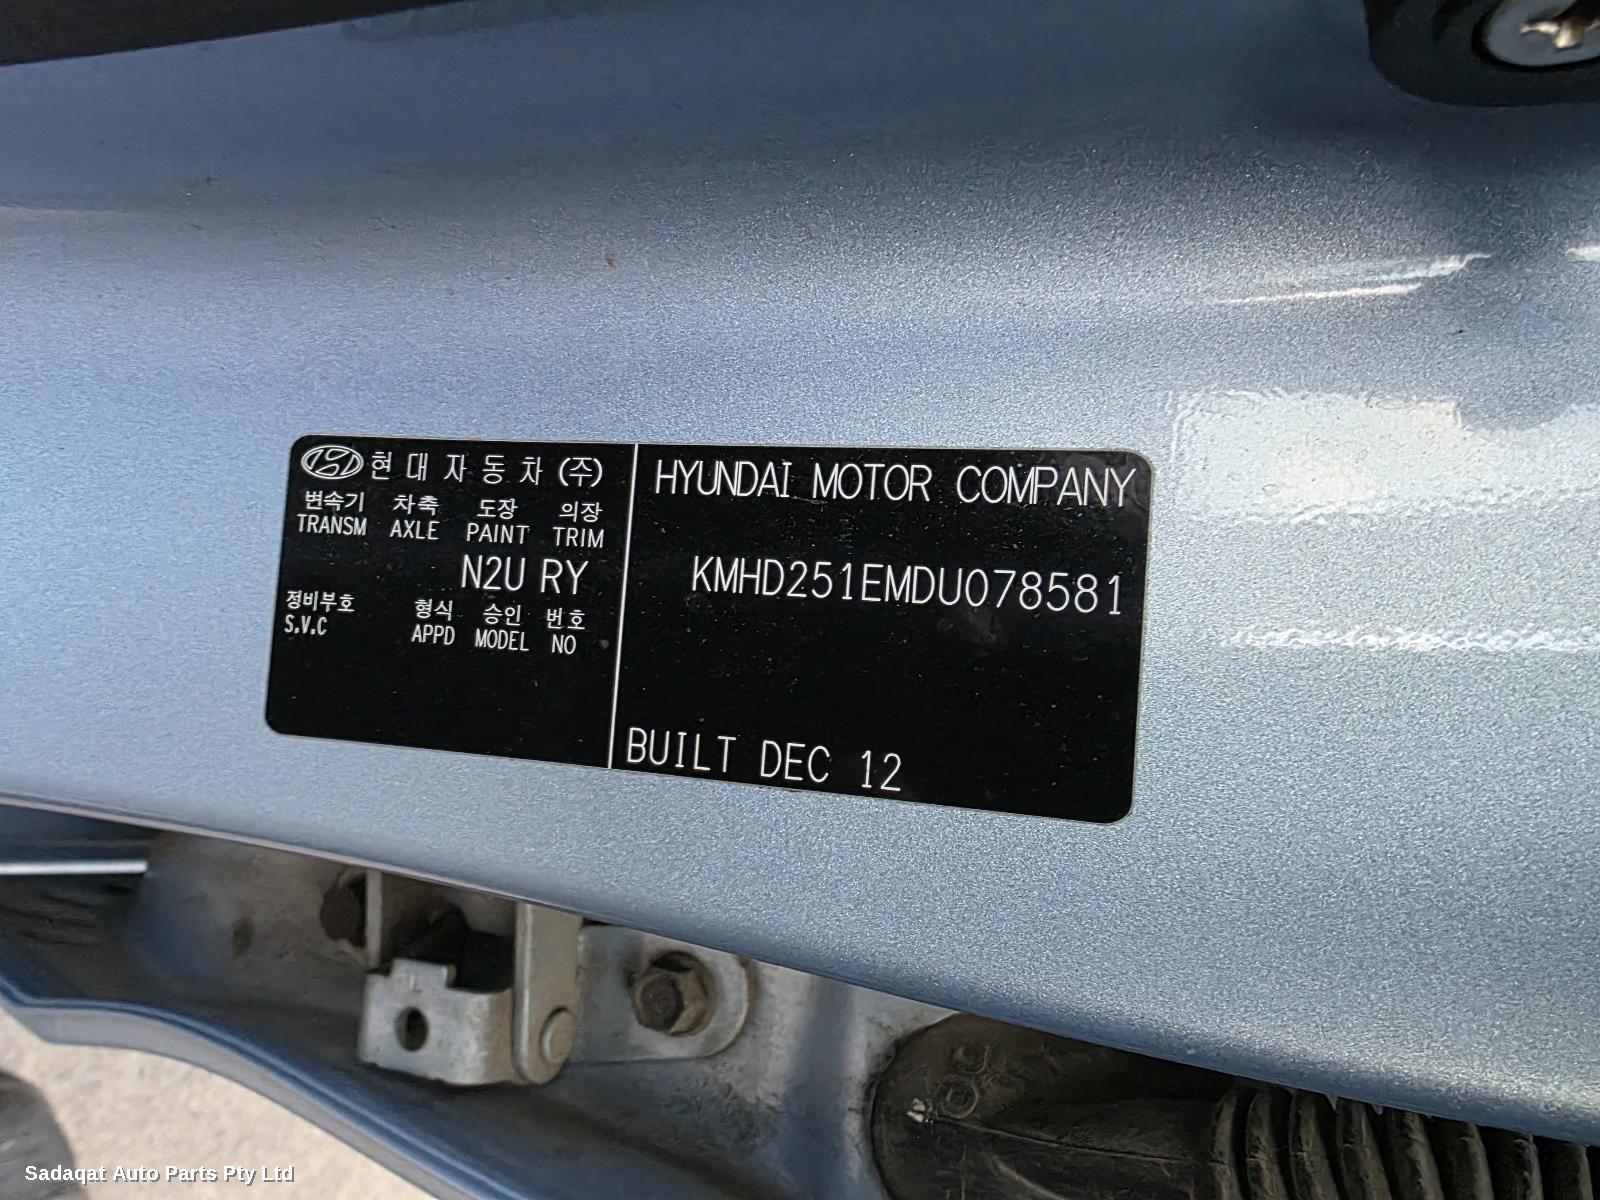 현대자동차(주)
변속기 차축 도장 의장
TRANSM AXLE PAINT TRIM
N2U RY
정비부호 형식 승인 번호
S.V.C APPD MODEL NO
HYUNDAI MOTOR COMPANY
KMHD251EMDU078581
BUILT DEC 12
Sadaqat Auto Parts Pty Ltd